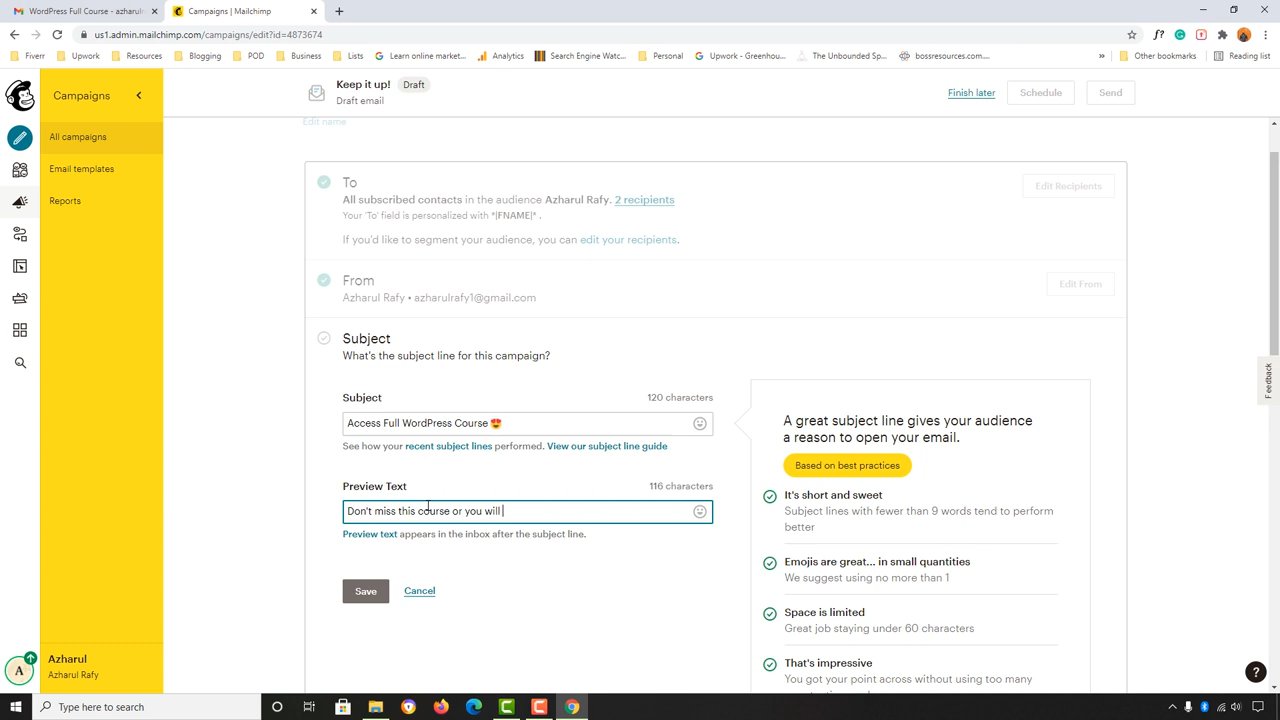 WordPress Full Course - azharul
Campaigns | Mailchimp
us1.admin.mailchimp.com/campaigns/edit?id=4873674
Fiverr
Upwork
Resources
Blogging
POD
Business
Lists
Learn online market...
Analytics
Search Engine Watc...
Personal
Upwork - Greenhou...
The Unbounded Sp...
bossresources.com...
»
Other bookmarks
Reading list
Campaigns
All campaigns
Email templates
Reports
Azharul
Azharul Rafy
A
Keep it up!
Draft
Draft email
Finish later
Schedule
Send
Edit name
To
All subscribed contacts in the audience Azharul Rafy. 2 recipients
Your 'To' field is personalized with *|FNAME|* .
If you'd like to segment your audience, you can edit your recipients.
Edit Recipients
From
Azharul Rafy • azharulrafy1@gmail.com
Edit From
Subject
What's the subject line for this campaign?
Subject
120 characters
Access Full WordPress Course 😍
See how your recent subject lines performed. View our subject line guide
Preview Text
116 characters
Don't miss this course or you will
Preview text appears in the inbox after the subject line.
Save
Cancel
A great subject line gives your audience
a reason to open your email.
Based on best practices
It's short and sweet
Subject lines with fewer than 9 words tend to perform
better
Emojis are great... in small quantities
We suggest using no more than 1
Space is limited
Great job staying under 60 characters
That's impressive
You got your point across without using too many
Feedback
?
Type here to search